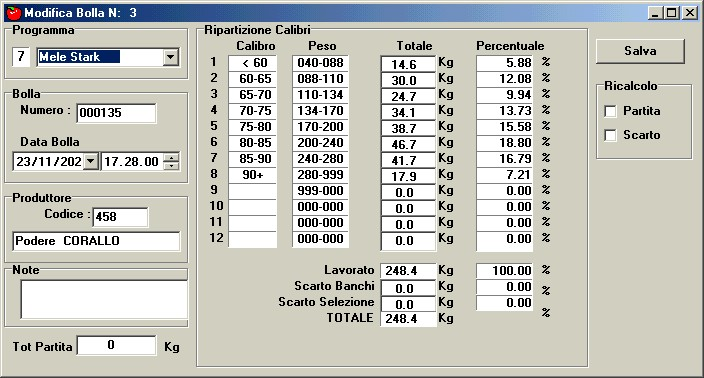 Modifica Bolla N: 3
Programma
7 Mele Stark
Bolla
Numero : 000135
Data Bolla
23/11/202 17.28.00
Produttore
Codice : 458
Podere CORALLO
Note
Tot Partita 0 Kg
Ripartizione Calibri
Calibro Peso Totale Percentuale
1 < 60 040-088 14.6 Kg 5.88 %
2 60-65 088-110 30.0 Kg 12.08 %
3 65-70 110-134 24.7 Kg 9.94 %
4 70-75 134-170 34.1 Kg 13.73 %
5 75-80 170-200 38.7 Kg 15.58 %
6 80-85 200-240 46.7 Kg 18.80 %
7 85-90 240-280 41.7 Kg 16.79 %
8 90+ 280-999 17.9 Kg 7.21 %
9 999-000 0.0 Kg 0.00 %
10 000-000 0.0 Kg 0.00 %
11 000-000 0.0 Kg 0.00 %
12 000-000 0.0 Kg 0.00 %
Lavorato 248.4 Kg 100.00 %
Scarto Banchi 0.0 Kg 0.00 %
Scarto Selezione 0.0 Kg 0.00 %
TOTALE 248.4 Kg
Salva
Ricalcolo
Partita
Scarto